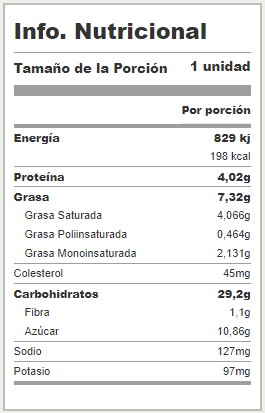 Info. Nutricional
Tamaño de la Porción 1 unidad
Por porción
Energía 829 kj
198 kcal
Proteína 4,02g
Grasa 7,32g
Grasa Saturada 4,066g
Grasa Poliinsaturada 0,464g
Grasa Monoinsaturada 2,131g
Colesterol 45mg
Carbohidratos 29,2g
Fibra 1,1g
Azúcar 10,86g
Sodio 127mg
Potasio 97mg